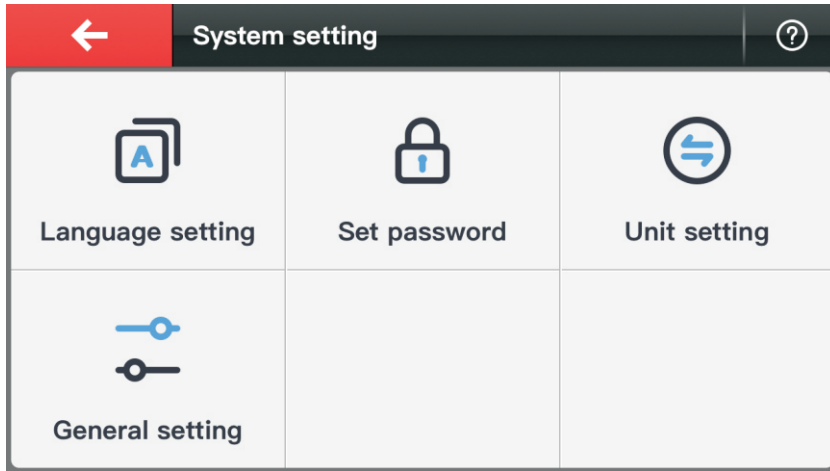 System setting
?
A
Language setting
Set password
Unit setting
General setting